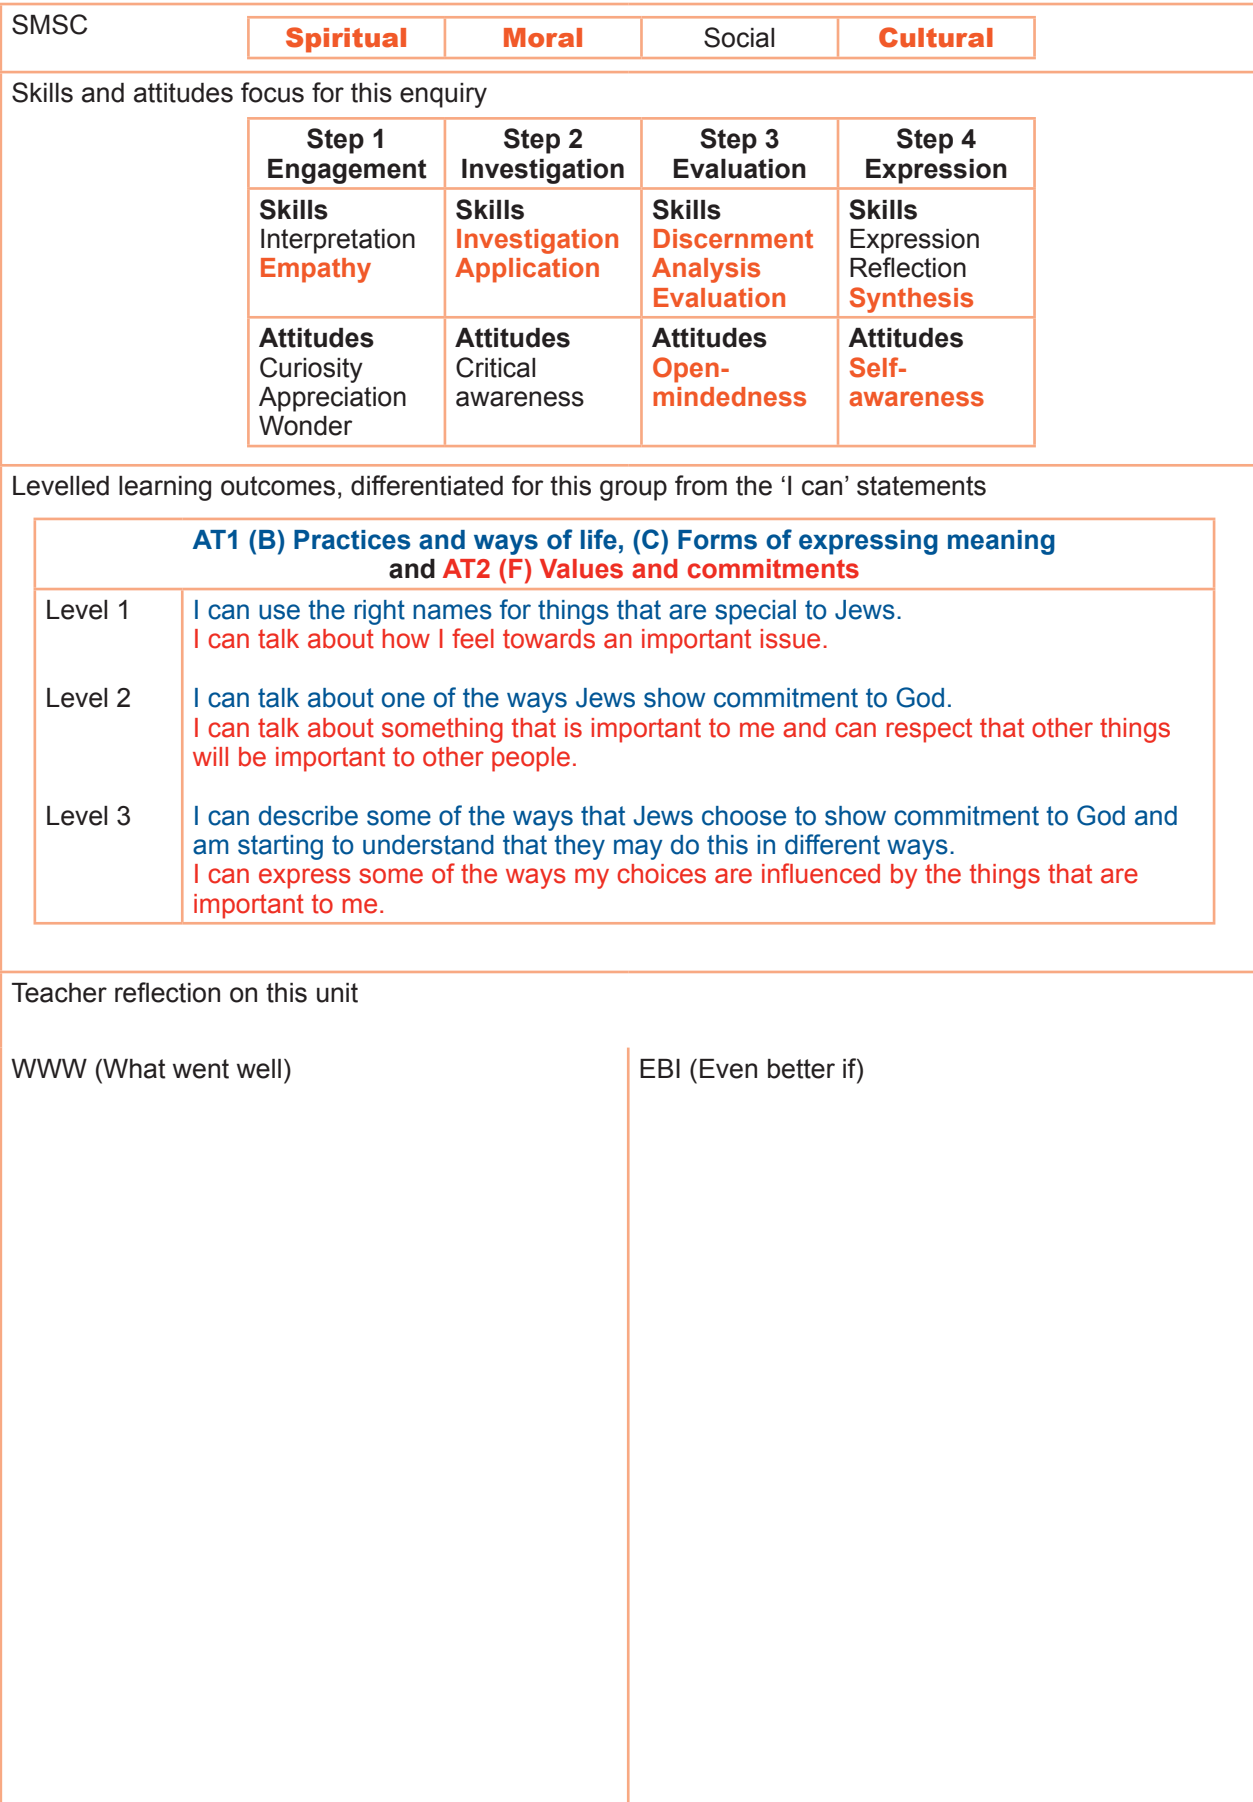 SMSC
Spiritual Moral Social Cultural
Skills and attitudes focus for this enquiry
Step 1 Step 2 Step 3 Step 4
Engagement Investigation Evaluation Expression
Skills Skills Skills Skills
Interpretation Investigation Discernment Expression
Empathy Application Analysis Reflection
Evaluation Synthesis
Attitudes Attitudes Attitudes Attitudes
Curiosity Critical Open- Self-
Appreciation awareness mindedness awareness
Wonder
Levelled learning outcomes, differentiated for this group from the ‘I can’ statements
AT1 (B) Practices and ways of life, (C) Forms of expressing meaning
and AT2 (F) Values and commitments
Level 1 I can use the right names for things that are special to Jews.
I can talk about how I feel towards an important issue.
Level 2 I can talk about one of the ways Jews show commitment to God.
I can talk about something that is important to me and can respect that other things
will be important to other people.
Level 3 I can describe some of the ways that Jews choose to show commitment to God and
am starting to understand that they may do this in different ways.
I can express some of the ways my choices are influenced by the things that are
important to me.
Teacher reflection on this unit
WWW (What went well) EBI (Even better if)